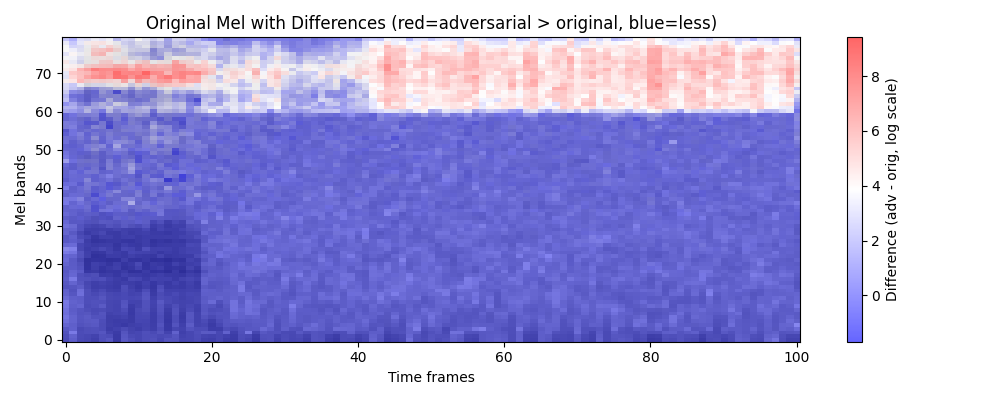 Original Mel with Differences (red=adversarial > original, blue=less)
Mel bands
70
60
50
40
30
20
10
0
0 20 40 60 80 100
Time frames
8
6
4
2
0
Difference (adv - orig, log scale)